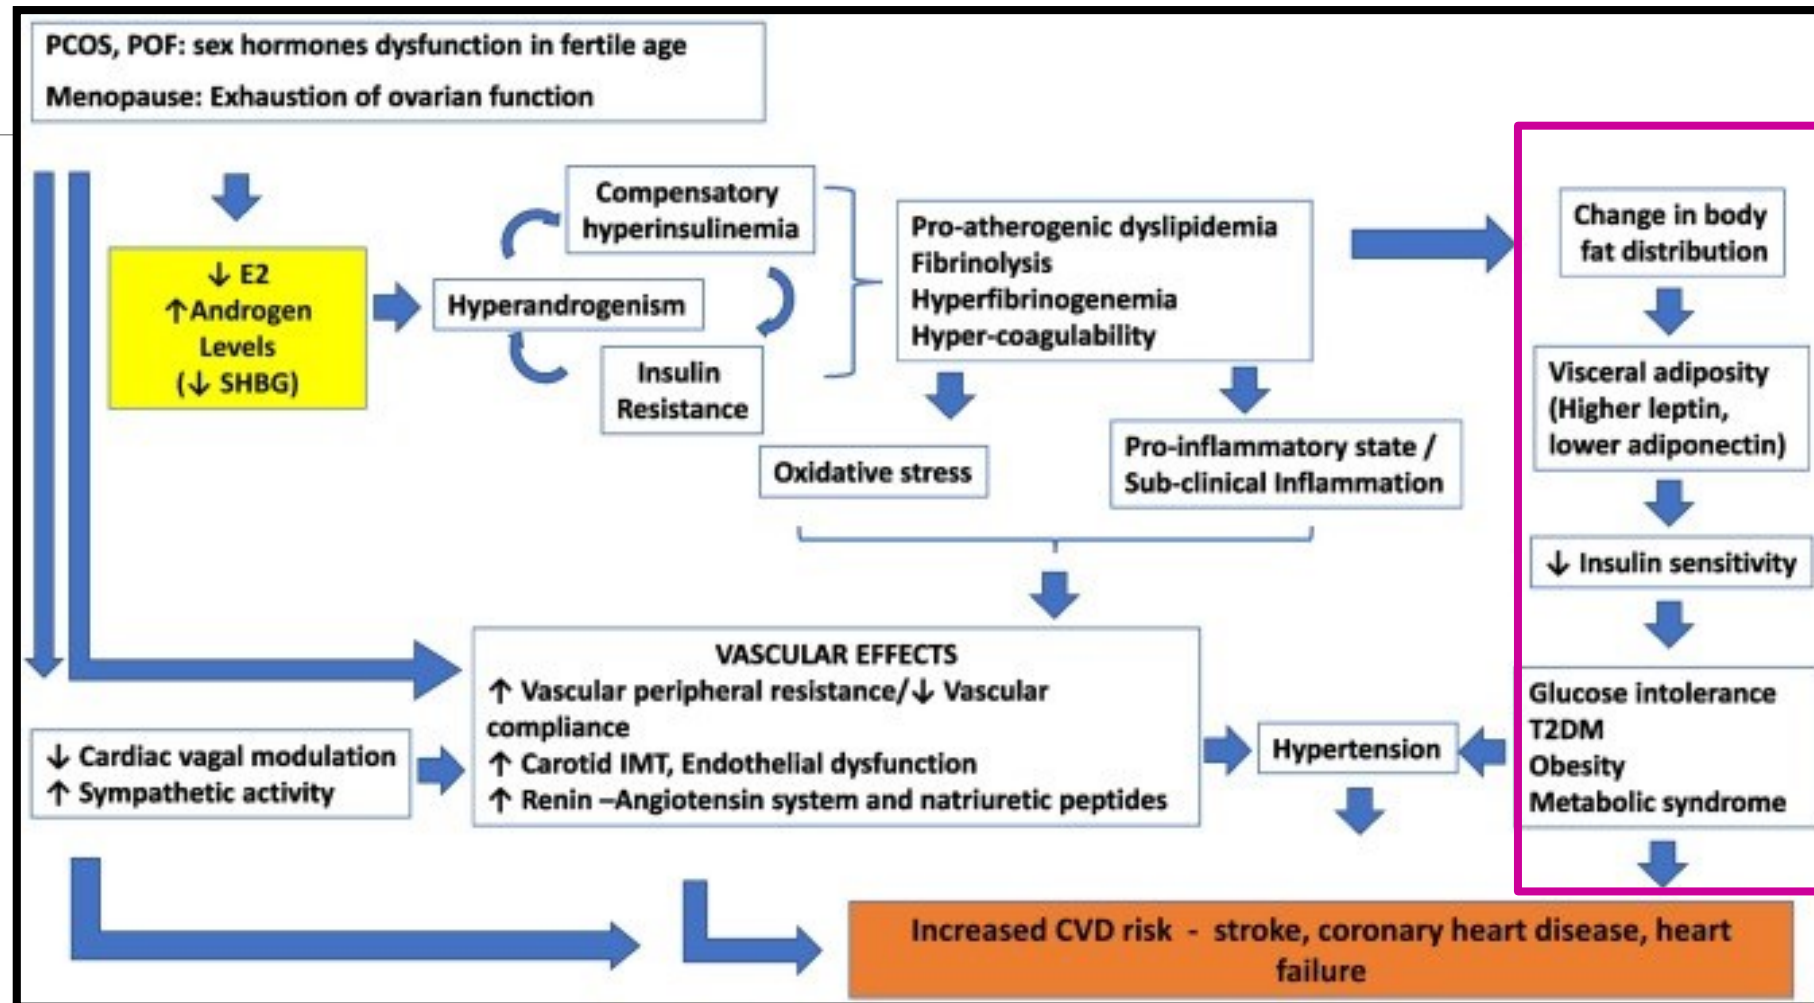 PCOS, POF: sex hormones dysfunction in fertile age
Menopause: Exhaustion of ovarian function
↓ E2
↑Androgen
Levels
(↓ SHBG)
Hyperandrogenism
Compensatory
hyperinsulinemia
Insulin
Resistance
Pro-atherogenic dyslipidemia
Fibrinolysis
Hyperfibrinogenemia
Hyper-coagulability
Oxidative stress
Pro-inflammatory state /
Sub-clinical Inflammation
Change in body
fat distribution
Visceral adiposity
(Higher leptin,
lower adiponectin)
↓ Insulin sensitivity
Glucose intolerance
T2DM
Obesity
Metabolic syndrome
↓ Cardiac vagal modulation
↑ Sympathetic activity
VASCULAR EFFECTS
↑ Vascular peripheral resistance/↓ Vascular
compliance
↑ Carotid IMT, Endothelial dysfunction
↑ Renin –Angiotensin system and natriuretic peptides
Hypertension
Increased CVD risk - stroke, coronary heart disease, heart
failure